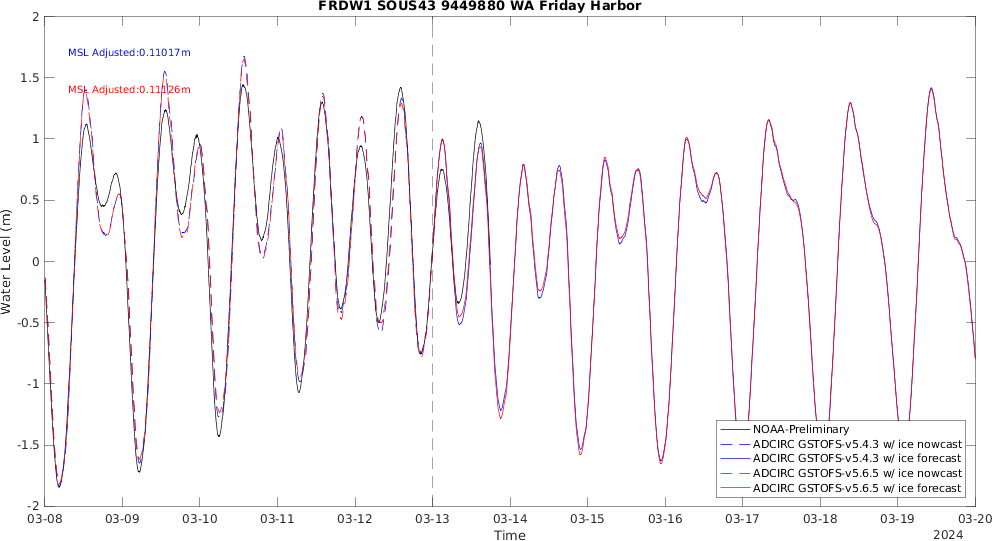 FRDW1 SOUS43 9449880 WA Friday Harbor
MSL Adjusted:0.11017m
MSL Adjusted:0.11126m
Water Level (m)
2
1.5
1
0.5
0
-0.5
-1
-1.5
-2
NOAA-Preliminary
ADCIRC GSTOFS-v5.4.3 w/ ice nowcast
ADCIRC GSTOFS-v5.4.3 w/ ice forecast
ADCIRC GSTOFS-v5.6.5 w/ ice nowcast
ADCIRC GSTOFS-v5.6.5 w/ ice forecast
03-08 03-09 03-10 03-11 03-12 03-13 03-14 03-15 03-16 03-17 03-18 03-19 03-20
Time
2024